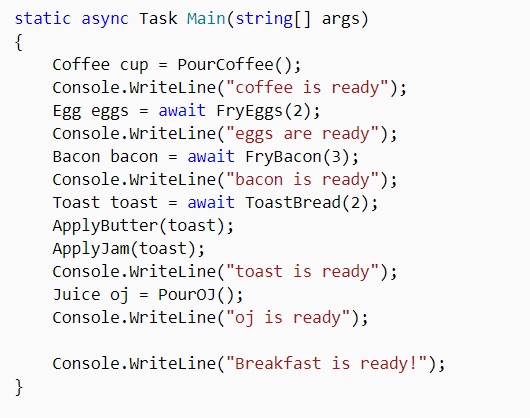 static async Task Main(string[] args)
{
    Coffee cup = PourCoffee();
    Console.WriteLine("coffee is ready");
    Egg eggs = await FryEggs(2);
    Console.WriteLine("eggs are ready");
    Bacon bacon = await FryBacon(3);
    Console.WriteLine("bacon is ready");
    Toast toast = await ToastBread(2);
    ApplyButter(toast);
    ApplyJam(toast);
    Console.WriteLine("toast is ready");
    Juice oj = PourOJ();
    Console.WriteLine("oj is ready");

    Console.WriteLine("Breakfast is ready!");
}